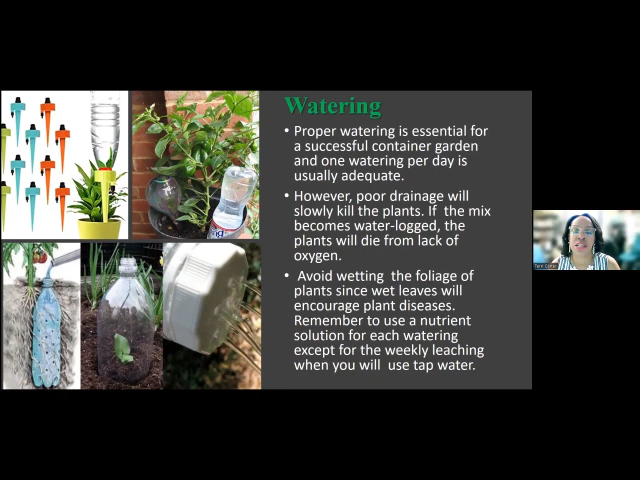 Watering
• Proper watering is essential for
a successful container garden
and one watering per day is
usually adequate.
• However, poor drainage will
slowly kill the plants. If the mix
becomes water-logged, the
plants will die from lack of
oxygen.
• Avoid wetting the foliage of
plants since wet leaves will
encourage plant diseases.
Remember to use a nutrient
solution for each watering
except for the weekly leaching
when you will use tap water.